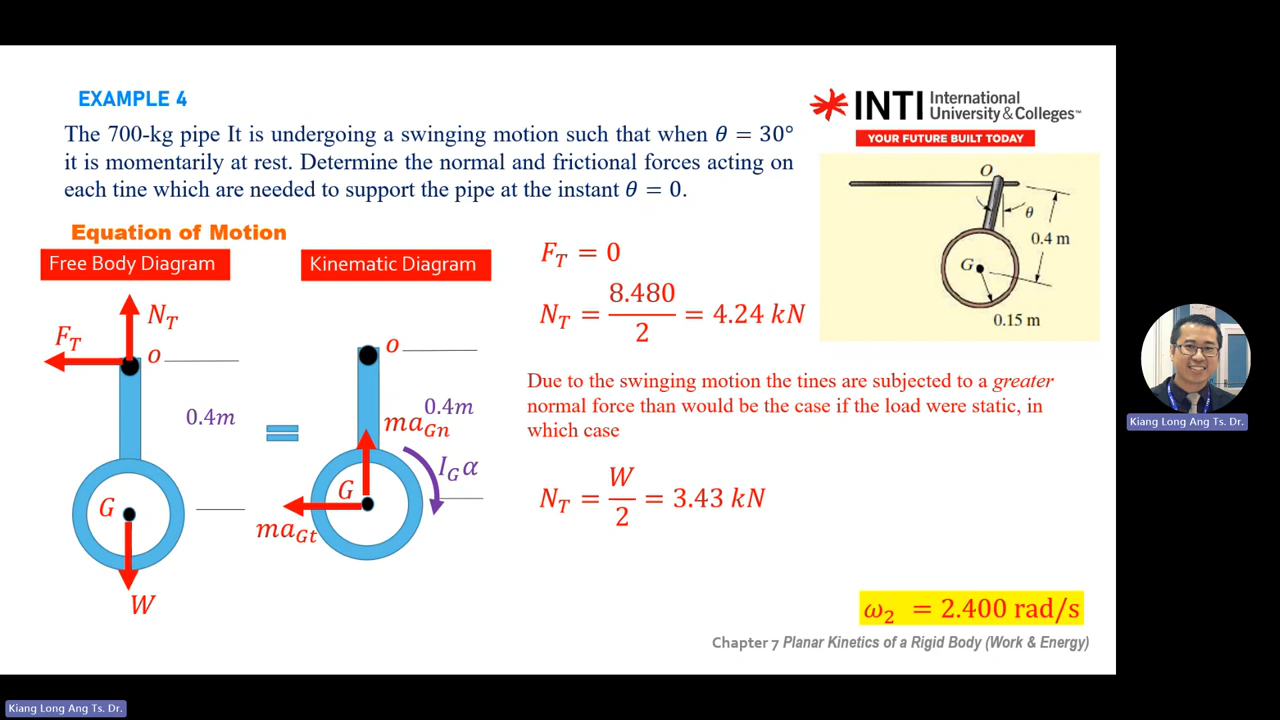 EXAMPLE 4
The 700-kg pipe It is undergoing a swinging motion such that when θ = 30°
it is momentarily at rest. Determine the normal and frictional forces acting on
each tine which are needed to support the pipe at the instant θ = 0.
INTI International
University & Colleges™
YOUR FUTURE BUILT TODAY
O
θ
0.4 m
G
0.15 m
Equation of Motion
Free Body Diagram
Kinematic Diagram
N_T
F_T
o
0.4m
G
W
o
0.4m
ma_Gn
I_G α
G
ma_Gt
F_T = 0
N_T = 8.480/2 = 4.24 kN
Due to the swinging motion the tines are subjected to a greater
normal force than would be the case if the load were static, in
which case
N_T = W/2 = 3.43 kN
ω₂ = 2.400 rad/s
Chapter 7 Planar Kinetics of a Rigid Body (Work & Energy)
Kiang Long Ang Ts. Dr.
Kiang Long Ang Ts. Dr.